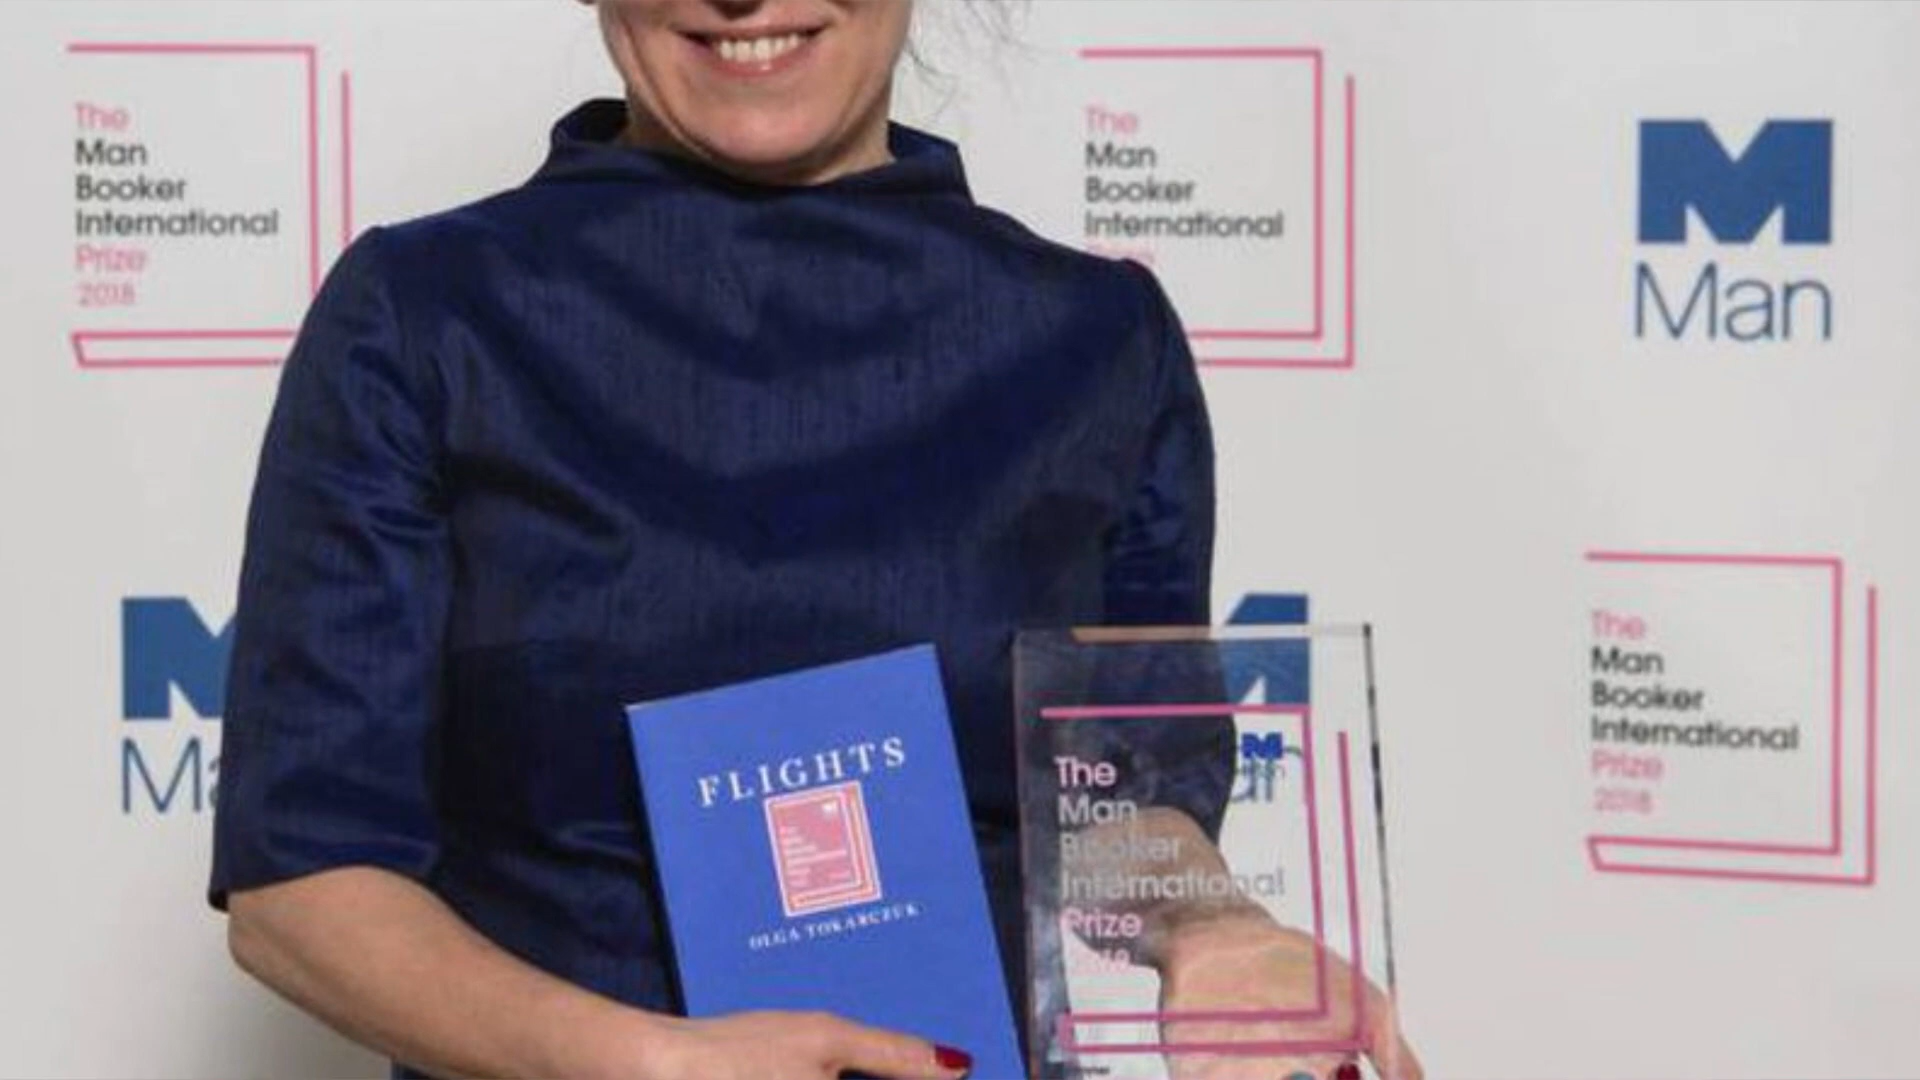 The
Man
Booker
International
Prize
2018
The
Man
Booker
International
Man
The
Man
Booker
International
Prize
2018
FLIGHTS
OLGA TOKARCZUK
The
Man
Booker
International
Prize